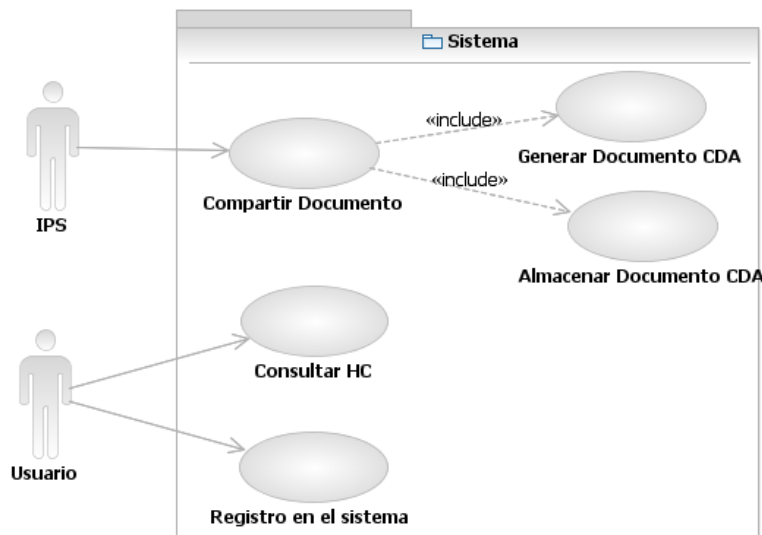 Sistema
«include»
Generar Documento CDA
«include»
Compartir Documento
IPS
Almacenar Documento CDA
Consultar HC
Usuario
Registro en el sistema